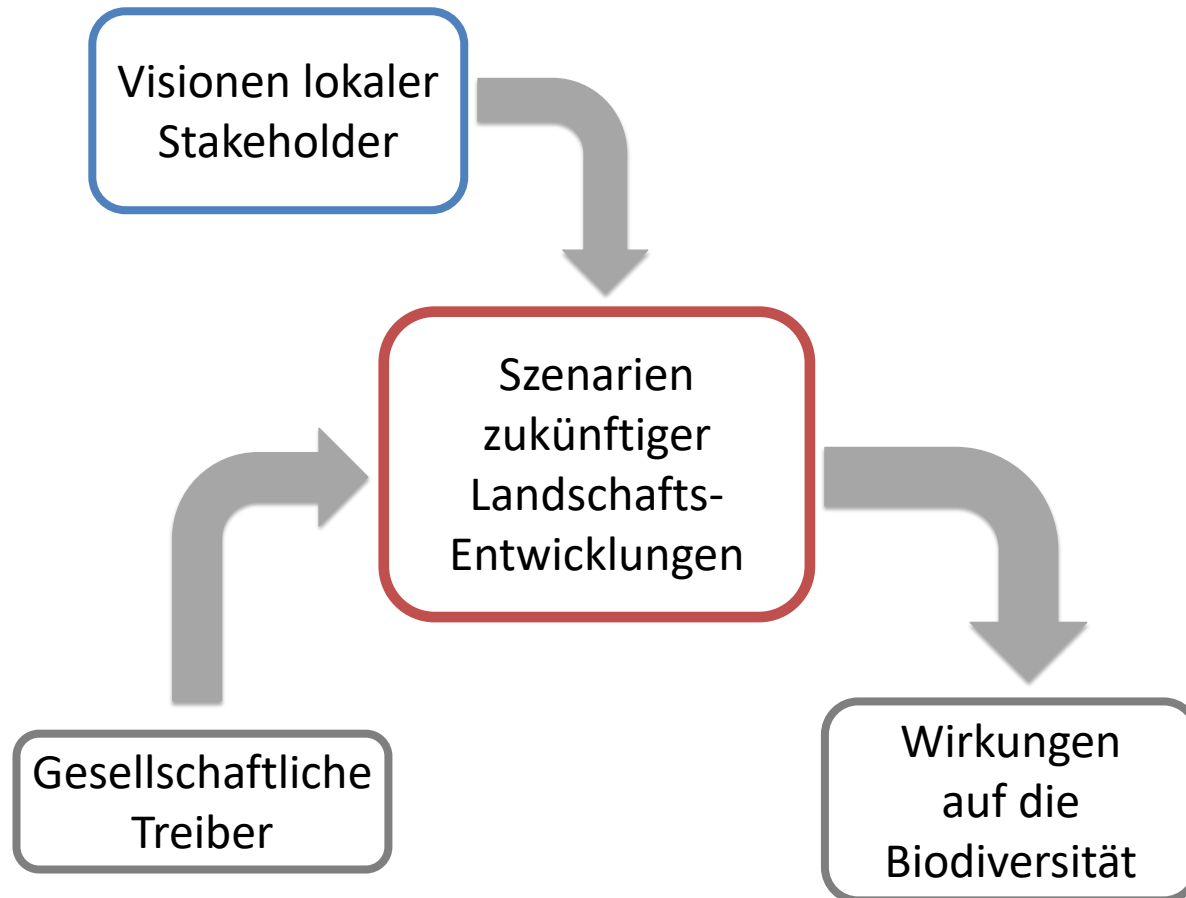 Visionen lokaler
Stakeholder
Szenarien
zukünftiger
Landschafts-
Entwicklungen
Gesellschaftliche
Treiber
Wirkungen
auf die
Biodiversität